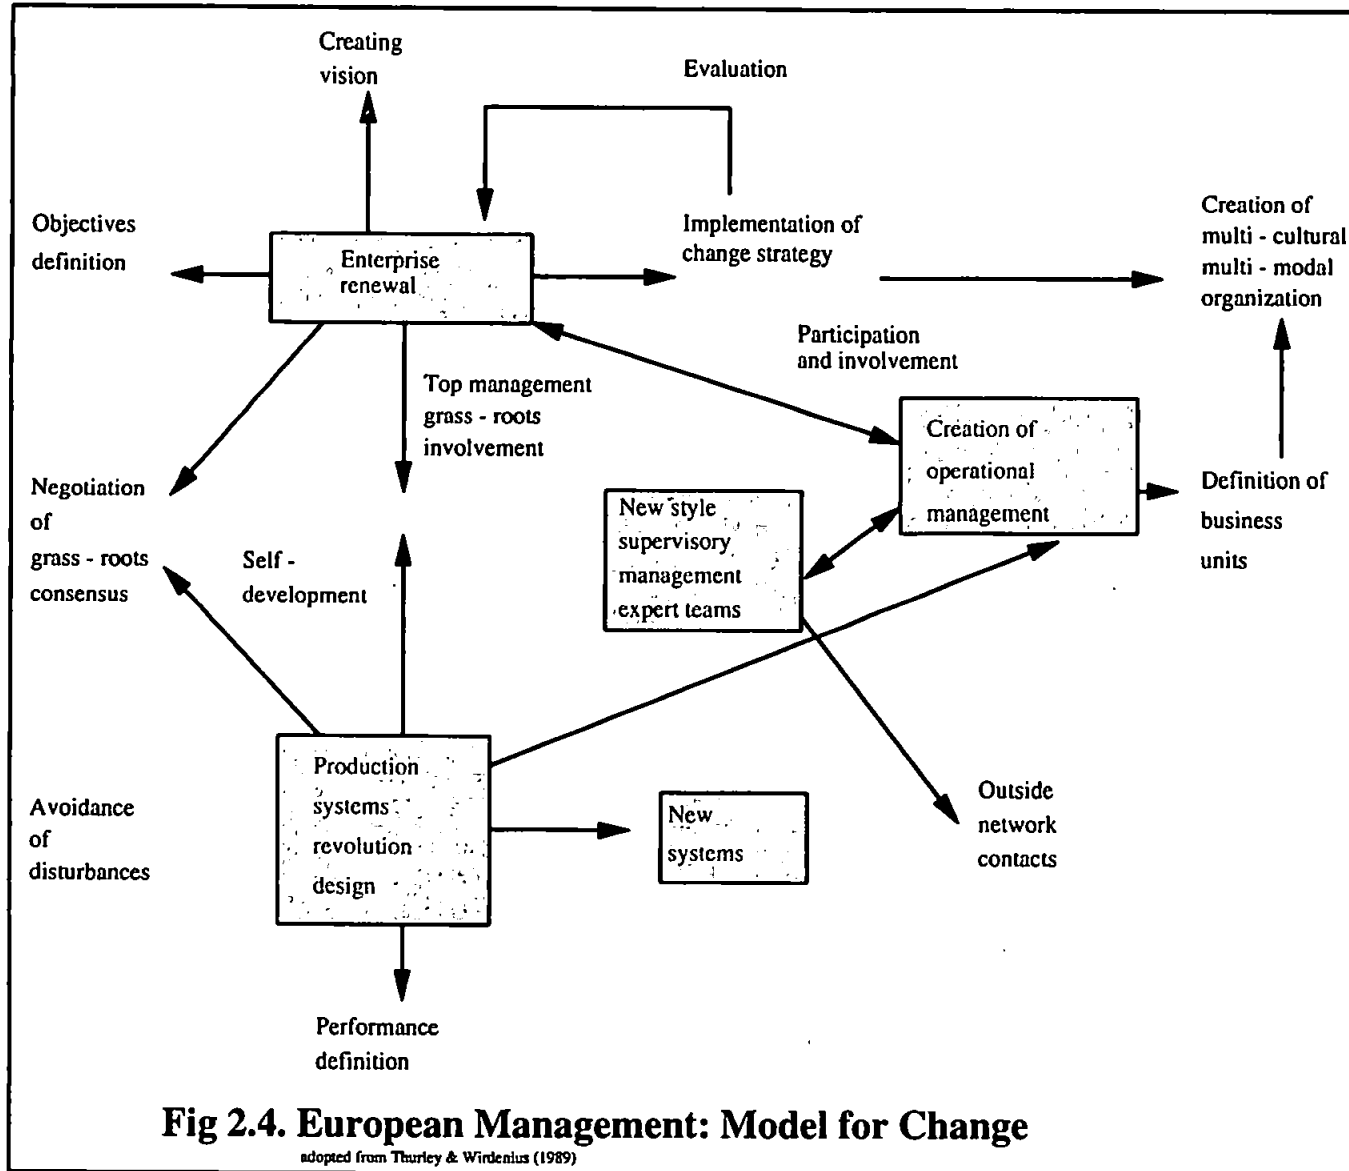 Creating
vision
Evaluation
Objectives
definition
Enterprise
renewal
Implementation of
change strategy
Creation of
multi - cultural
multi - modal
organization
Participation
and involvement
Top management
grass - roots
involvement
Creation of
operational
management
Negotiation
of
grass - roots
consensus
Self -
development
New style
supervisory
management
expert teams
Definition of
business
units
Production
systems
revolution
design
Avoidance
of
disturbances
New
systems
Outside
network
contacts
Performance
definition
Fig 2.4. European Management: Model for Change
adopted from Thurley & Wirdenius (1989)